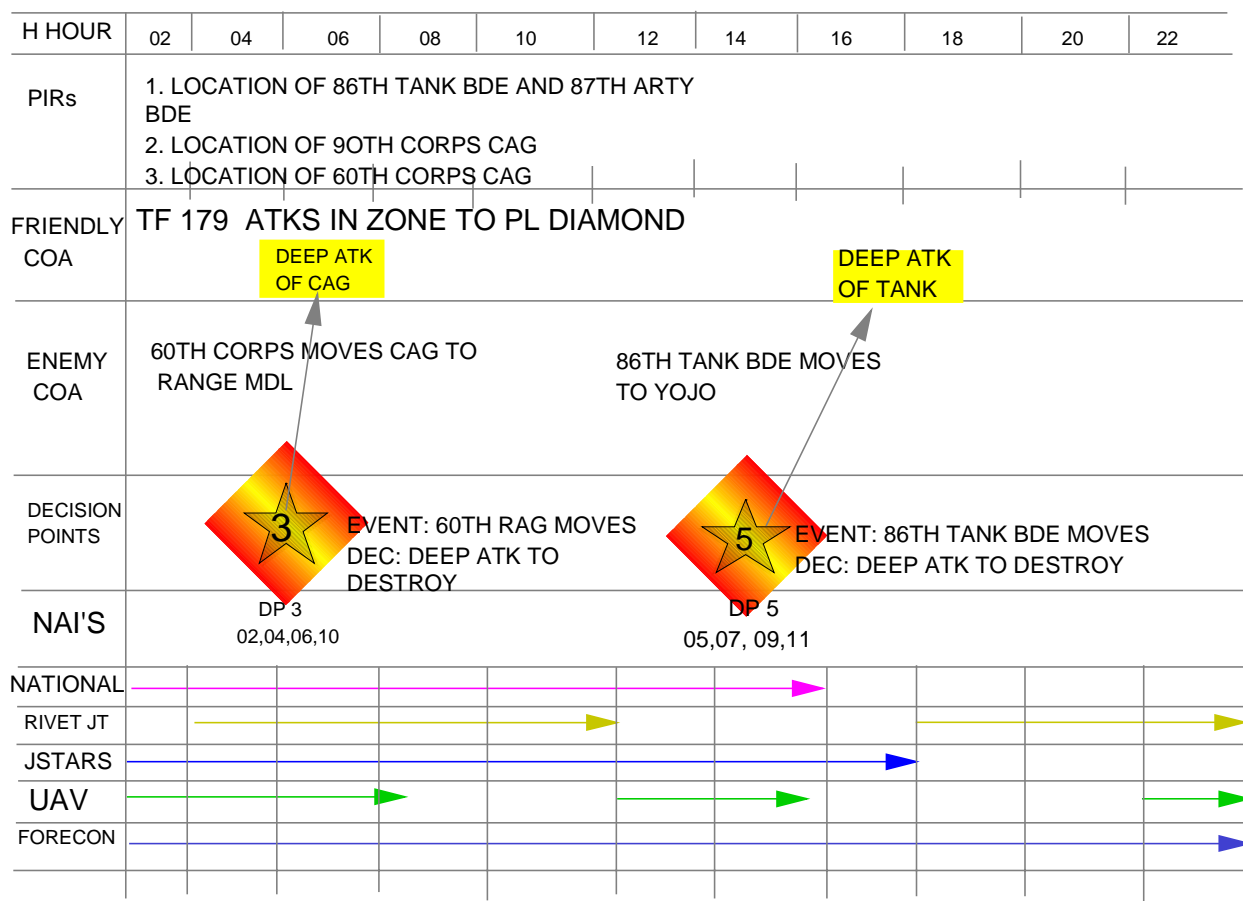 H HOUR 02 04 06 08 10 12 14 16 18 20 22
PIRs
1. LOCATION OF 86TH TANK BDE AND 87TH ARTY
BDE
2. LOCATION OF 9OTH CORPS CAG
3. LOCATION OF 60TH CORPS CAG
FRIENDLY
COA
TF 179 ATKS IN ZONE TO PL DIAMOND
DEEP ATK
OF CAG
DEEP ATK
OF TANK
ENEMY
COA
60TH CORPS MOVES CAG TO
RANGE MDL
86TH TANK BDE MOVES
TO YOJO
DECISION
POINTS
3
EVENT: 60TH RAG MOVES
DEC: DEEP ATK TO
DESTROY
5
EVENT: 86TH TANK BDE MOVES
DEC: DEEP ATK TO DESTROY
NAI'S
DP 3
02,04,06,10
DP 5
05,07, 09,11
NATIONAL
RIVET JT
JSTARS
UAV
FORECON